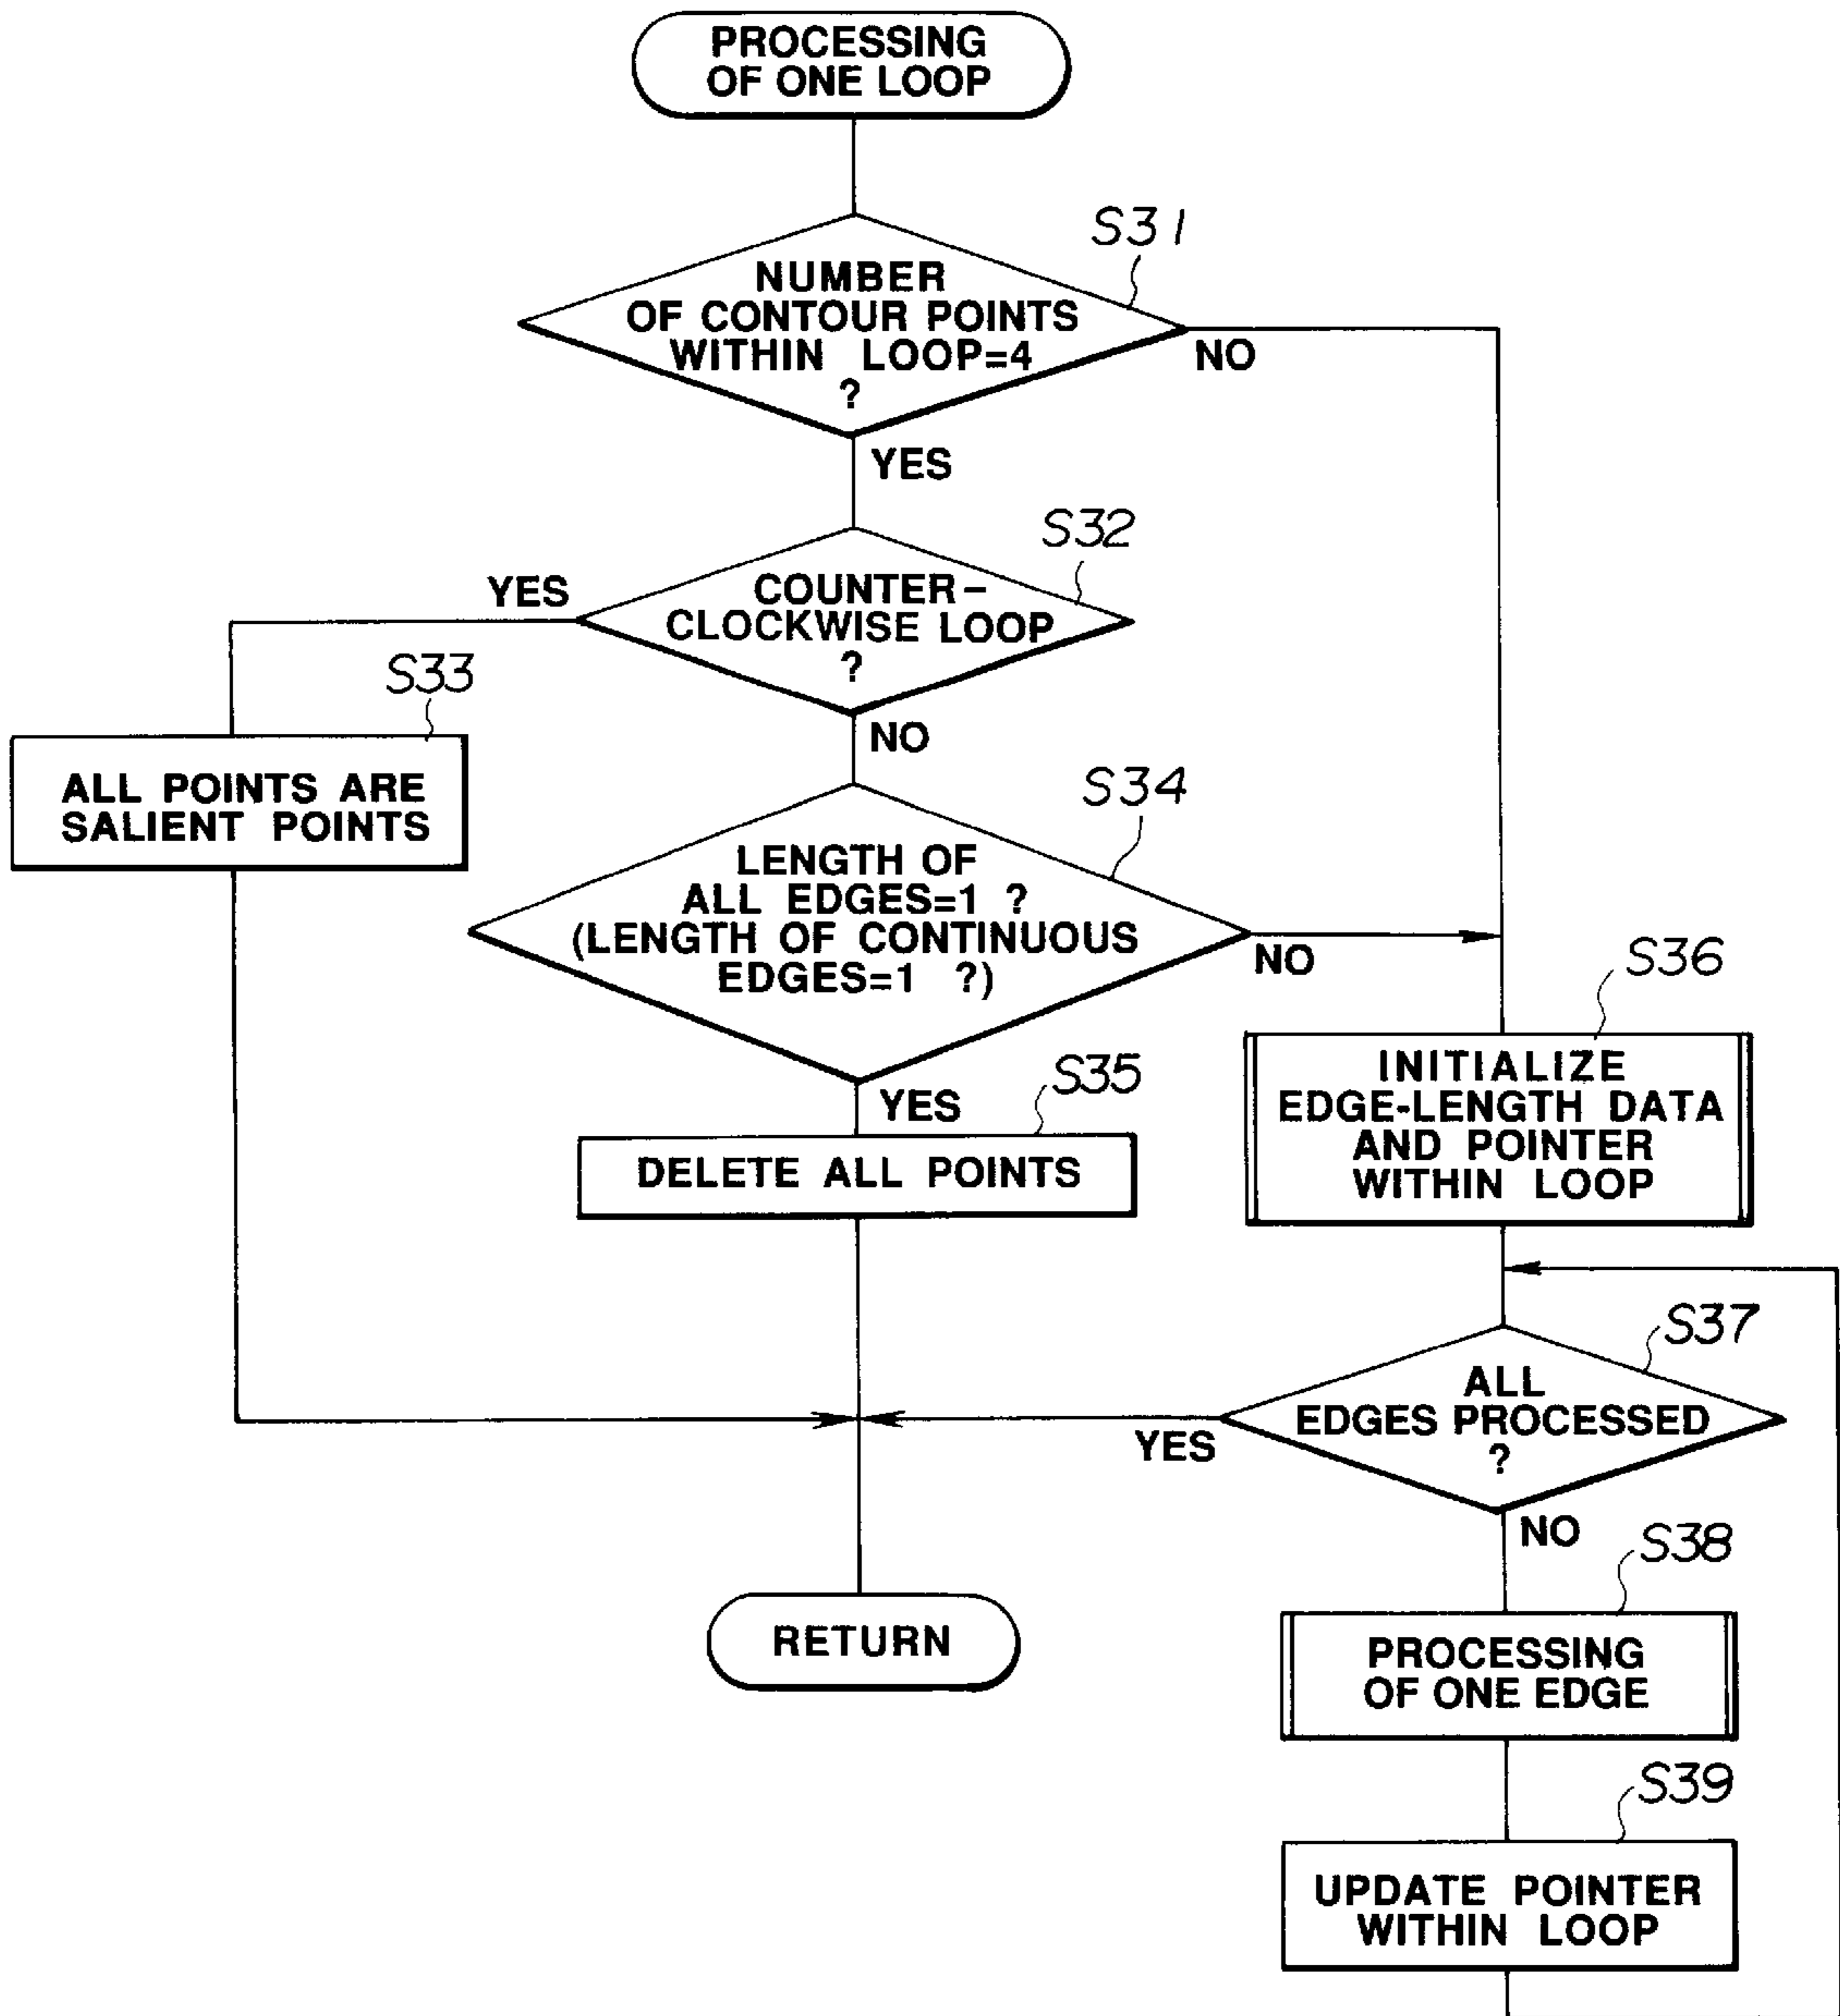 PROCESSING
OF ONE LOOP
S31
NUMBER
OF CONTOUR POINTS
WITHIN LOOP=4
?
NO
YES
S32
COUNTER-
CLOCKWISE LOOP
?
YES
NO
S33
ALL POINTS ARE
SALIENT POINTS
S34
LENGTH OF
ALL EDGES=1 ?
(LENGTH OF CONTINUOUS
EDGES=1 ?)
NO
YES
S35
DELETE ALL POINTS
S36
INITIALIZE
EDGE-LENGTH DATA
AND POINTER
WITHIN LOOP
S37
ALL
EDGES PROCESSED
?
YES
NO
RETURN
S38
PROCESSING
OF ONE EDGE
S39
UPDATE POINTER
WITHIN LOOP